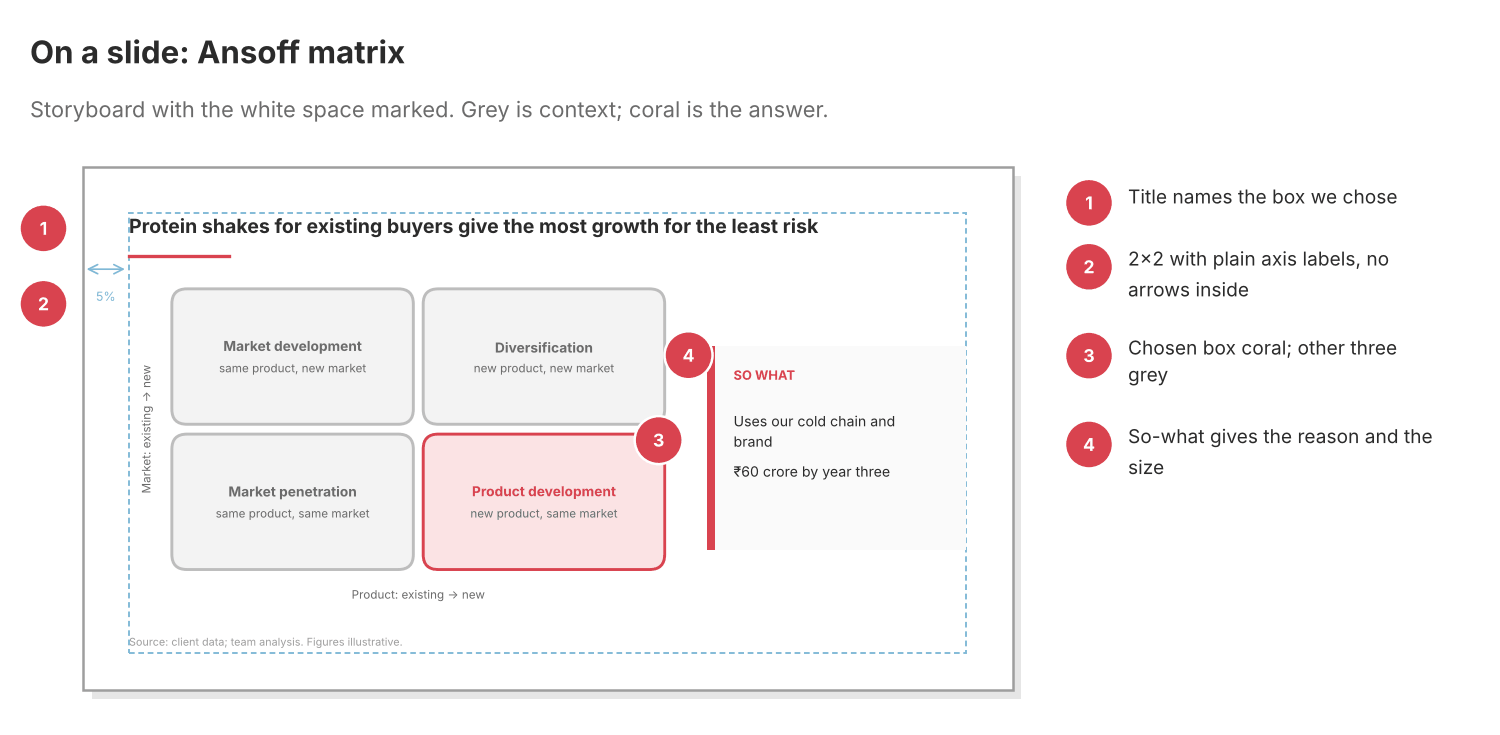 On a slide: Ansoff matrix
Storyboard with the white space marked. Grey is context; coral is the answer.
1
Protein shakes for existing buyers give the most growth for the least risk
2
5%
Market: existing → new
Market development
same product, new market
Diversification
new product, new market
Market penetration
same product, same market
3
Product development
new product, same market
Product: existing → new
4
SO WHAT
Uses our cold chain and
brand
₹60 crore by year three
Source: client data; team analysis. Figures illustrative.
1
Title names the box we chose
2
2×2 with plain axis labels, no
arrows inside
3
Chosen box coral; other three
grey
4
So-what gives the reason and the
size